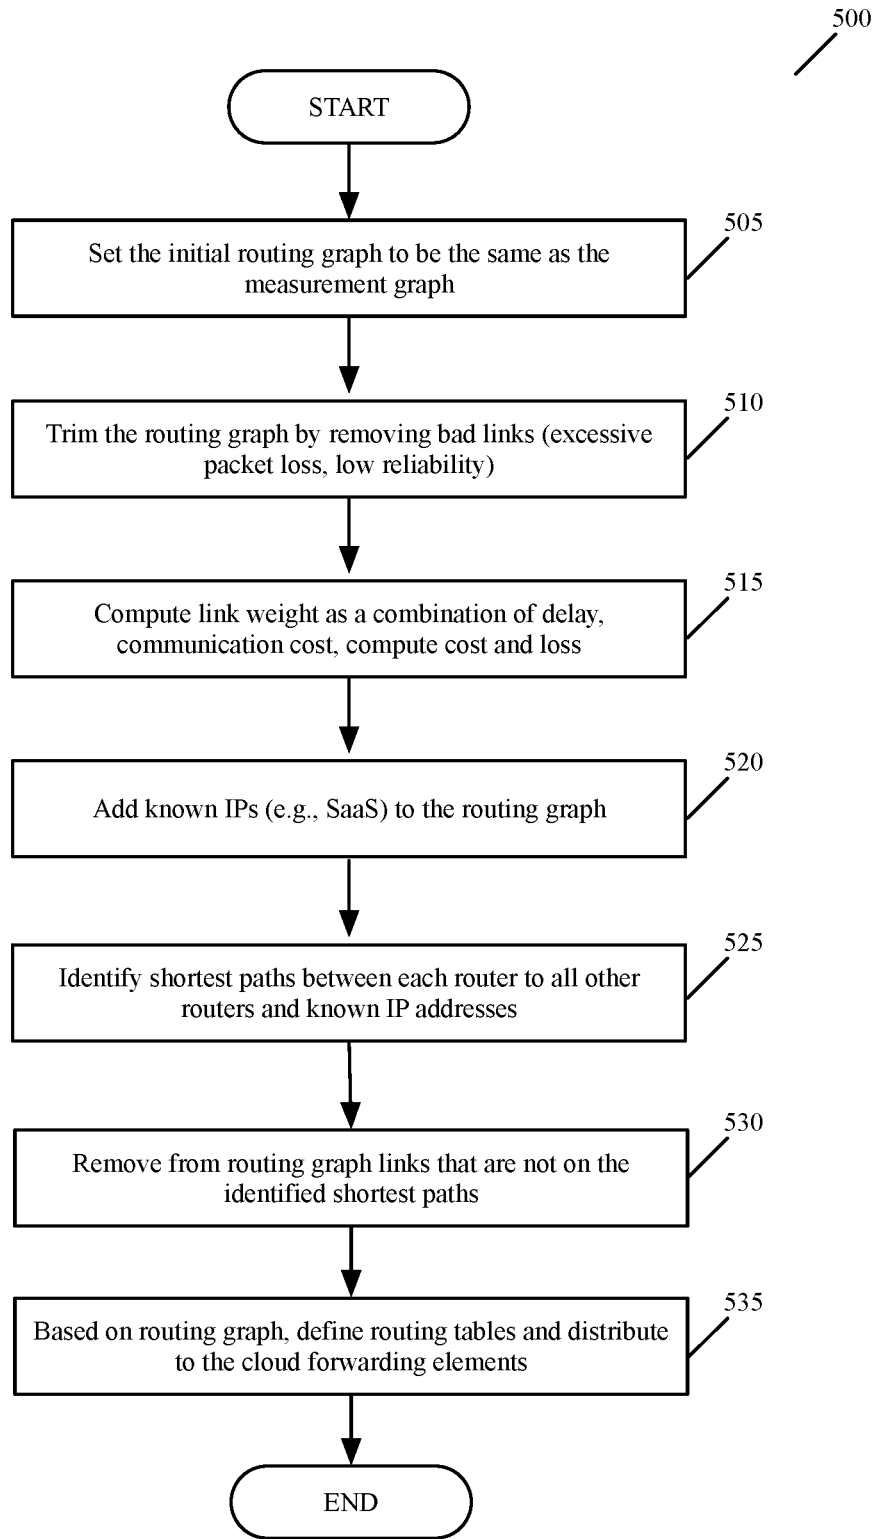 500
START
505
Set the initial routing graph to be the same as the
measurement graph
510
Trim the routing graph by removing bad links (excessive
packet loss, low reliability)
515
Compute link weight as a combination of delay,
communication cost, compute cost and loss
520
Add known IPs (e.g., SaaS) to the routing graph
525
Identify shortest paths between each router to all other
routers and known IP addresses
530
Remove from routing graph links that are not on the
identified shortest paths
535
Based on routing graph, define routing tables and distribute
to the cloud forwarding elements
END